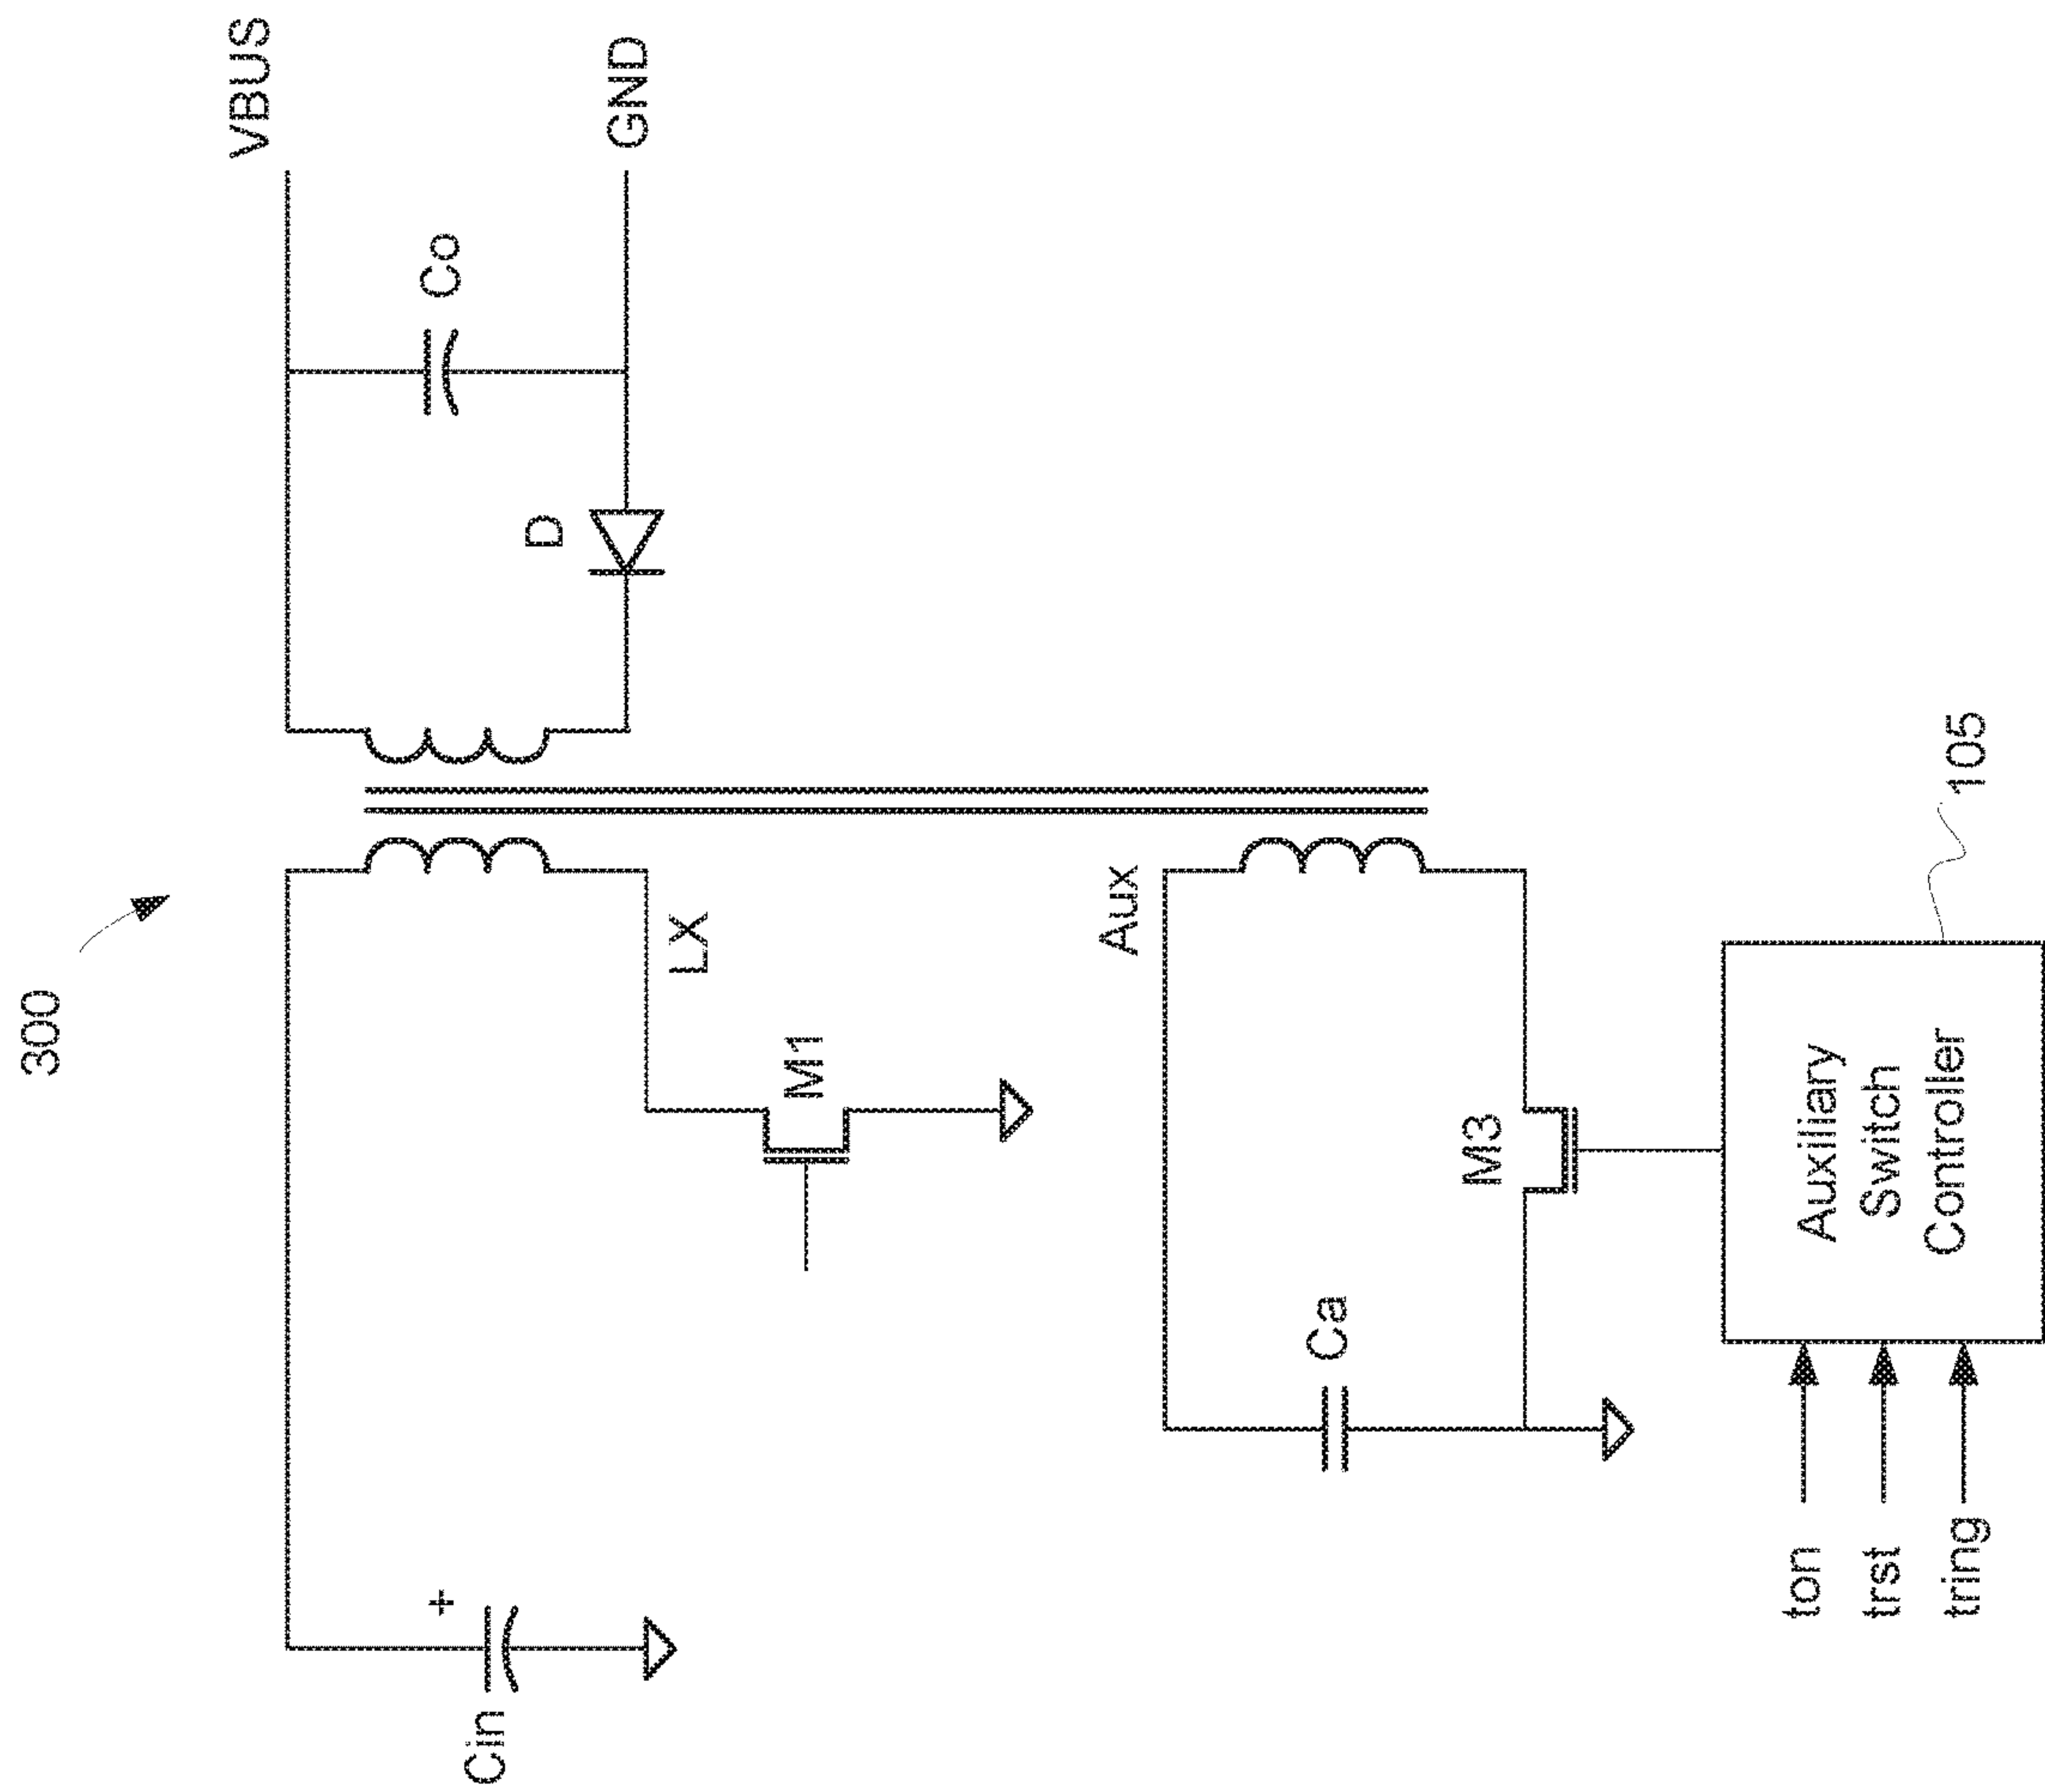 300
VBUS
Co
GND
D
LX
M1
Cin
+
Aux
Ca
M3
105
Auxiliary
Switch
Controller
ton
trst
tring